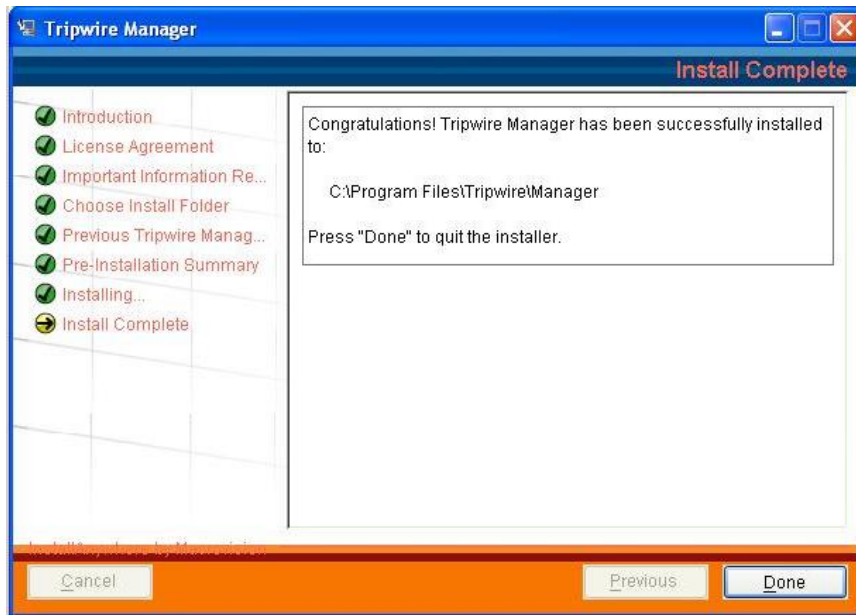 Tripwire Manager
Install Complete
Introduction
License Agreement
Important Information Re...
Choose Install Folder
Previous Tripwire Manag...
Pre-Installation Summary
Installing...
Install Complete
Congratulations! Tripwire Manager has been successfully installed
to:
C:\Program Files\Tripwire\Manager
Press "Done" to quit the installer.
Cancel
Previous
Done